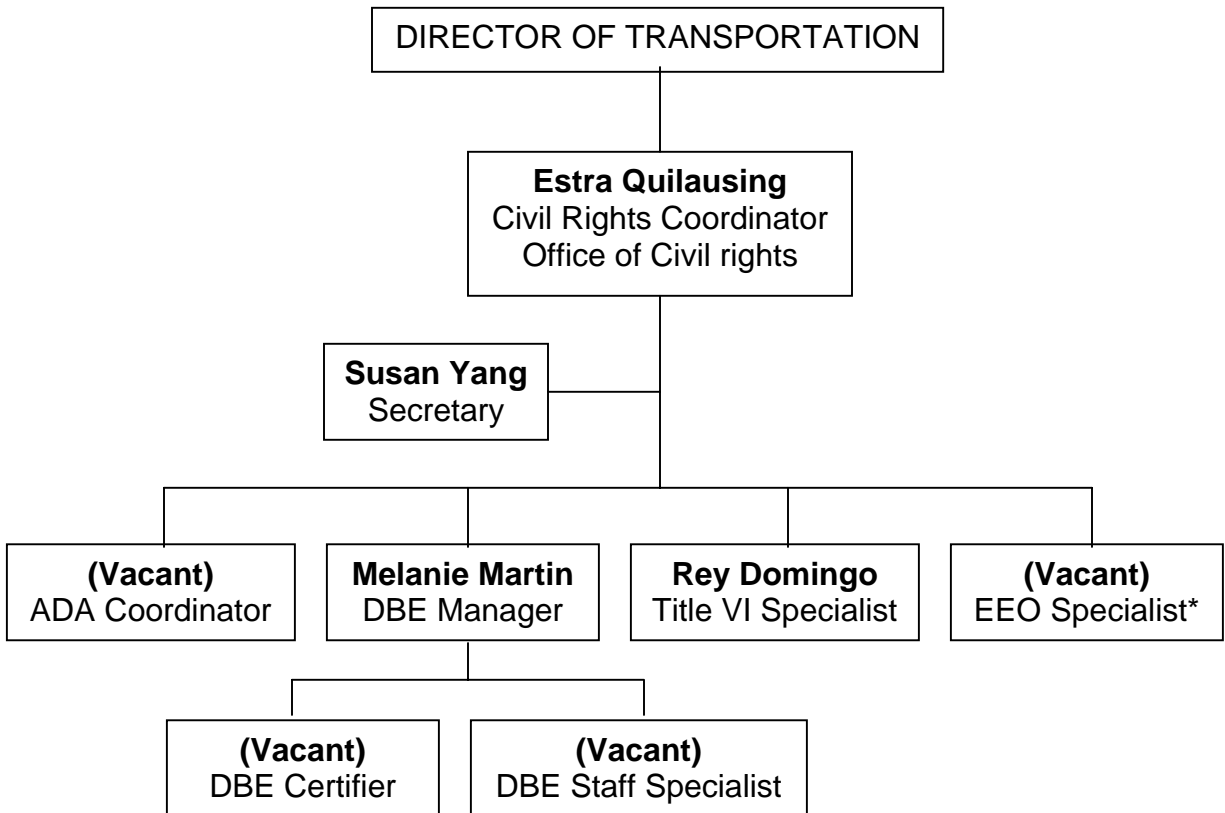 DIRECTOR OF TRANSPORTATION
Estra Quilausing
Civil Rights Coordinator
Office of Civil rights
Susan Yang
Secretary
(Vacant)
ADA Coordinator
Melanie Martin
DBE Manager
Rey Domingo
Title VI Specialist
(Vacant)
EEO Specialist*
(Vacant)
DBE Certifier
(Vacant)
DBE Staff Specialist